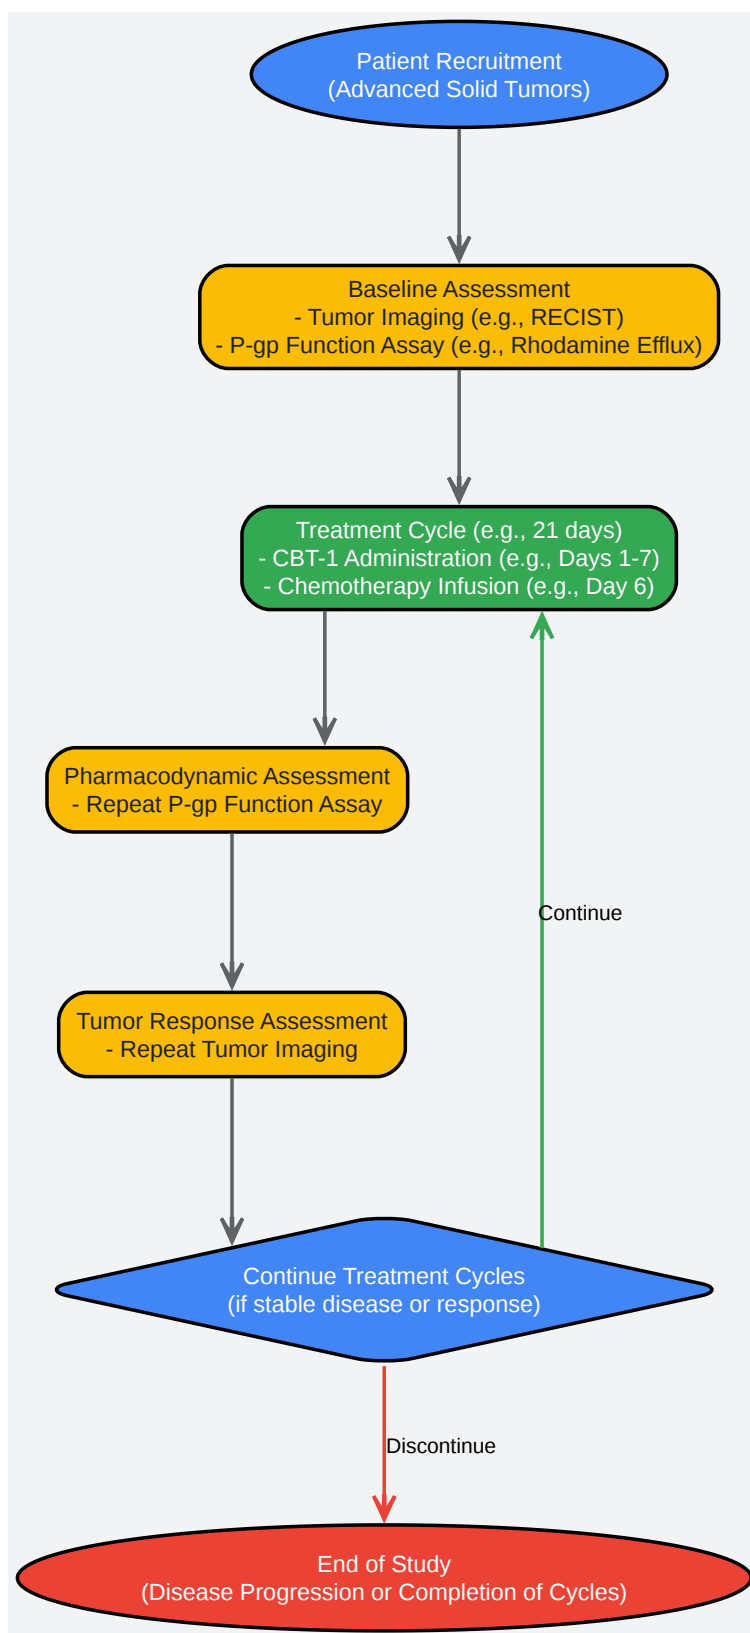 Patient Recruitment
(Advanced Solid Tumors)
Baseline Assessment
- Tumor Imaging (e.g., RECIST)
- P-gp Function Assay (e.g., Rhodamine Efflux)
Treatment Cycle (e.g., 21 days)
- CBT-1 Administration (e.g., Days 1-7)
- Chemotherapy Infusion (e.g., Day 6)
Pharmacodynamic Assessment
- Repeat P-gp Function Assay
Continue
Tumor Response Assessment
- Repeat Tumor Imaging
Continue Treatment Cycles
(if stable disease or response)
Discontinue
End of Study
(Disease Progression or Completion of Cycles)